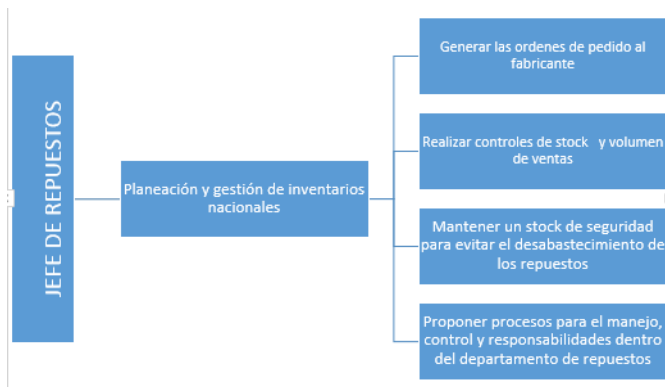 JEFE DE REPUESTOS
Planeación y gestión de inventarios
nacionales
Generar las ordenes de pedido al
fabricante
Realizar controles de stock y volumen
de ventas
Mantener un stock de seguridad
para evitar el desabastecimiento de
los repuestos
Proponer procesos para el manejo,
control y responsabilidades dentro
del departamento de repuestos